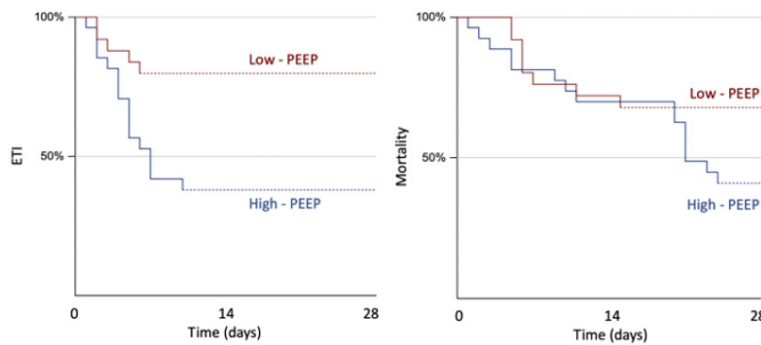 100%
Low - PEEP
ETI
50%
High - PEEP
0
14
28
Time (days)
100%
Low - PEEP
Mortality
50%
High - PEEP
0
14
28
Time (days)